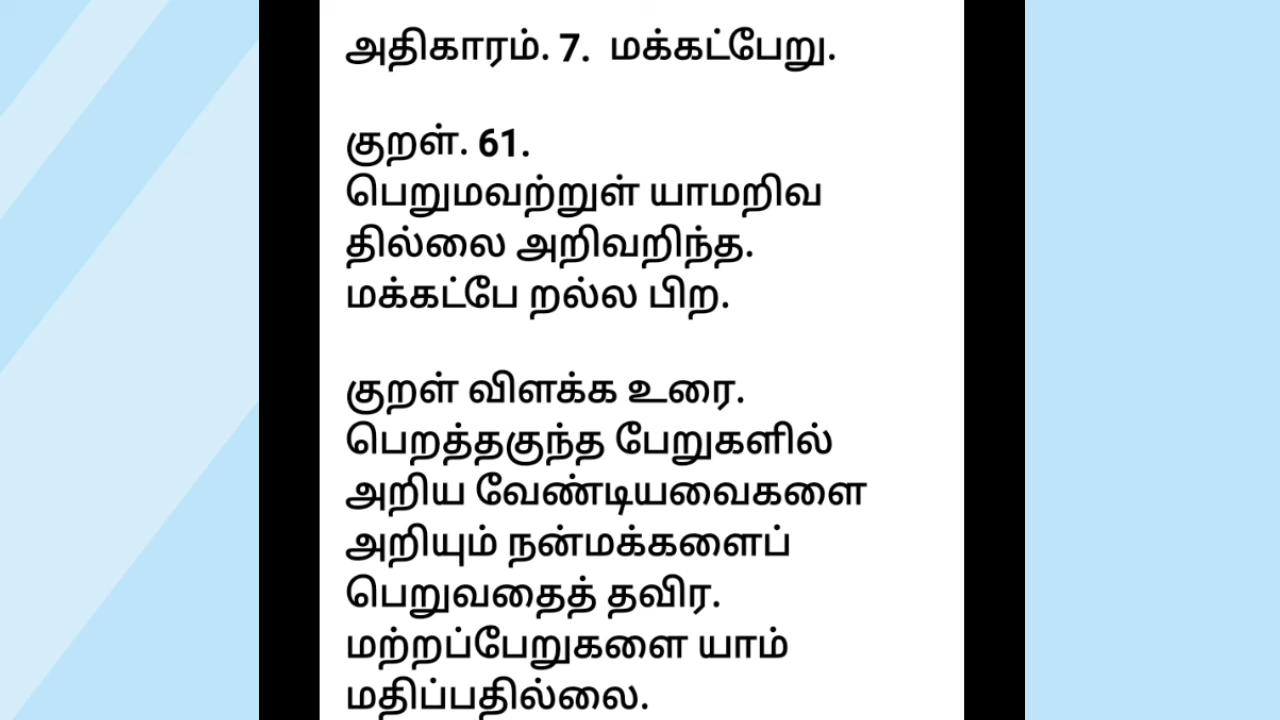 அதிகாரம். 7. மக்கட்பேறு.
குறள். 61.
பெறுமவற்றுள் யாமறிவ
தில்லை அறிவறிந்த.
மக்கட்பே றல்ல பிற.
குறள் விளக்க உரை.
பெறத்தகுந்த பேறுகளில்
அறிய வேண்டியவைகளை
அறியும் நன்மக்களைப்
பெறுவதைத் தவிர.
மற்றப்பேறுகளை யாம்
மதிப்பதில்லை.